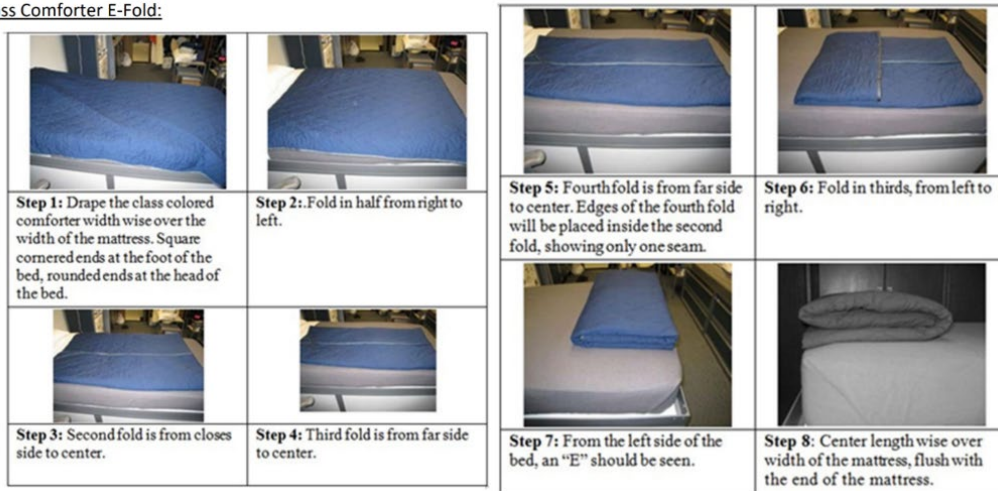 ss Comforter E-Fold:
Step 1: Drape the class colored
comforter width wise over the
width of the mattress. Square
cornered ends at the foot of the
bed, rounded ends at the head of
the bed.
Step 2:.Fold in half from right to
left.
Step 3: Second fold is from closes
side to center.
Step 4: Third fold is from far side
to center.
Step 5: Fourth fold is from far side
to center. Edges of the fourth fold
will be placed inside the second
fold, showing only one seam.
Step 6: Fold in thirds, from left to
right.
Step 7: From the left side of the
bed, an “E” should be seen.
Step 8: Center length wise over
width of the mattress, flush with
the end of the mattress.